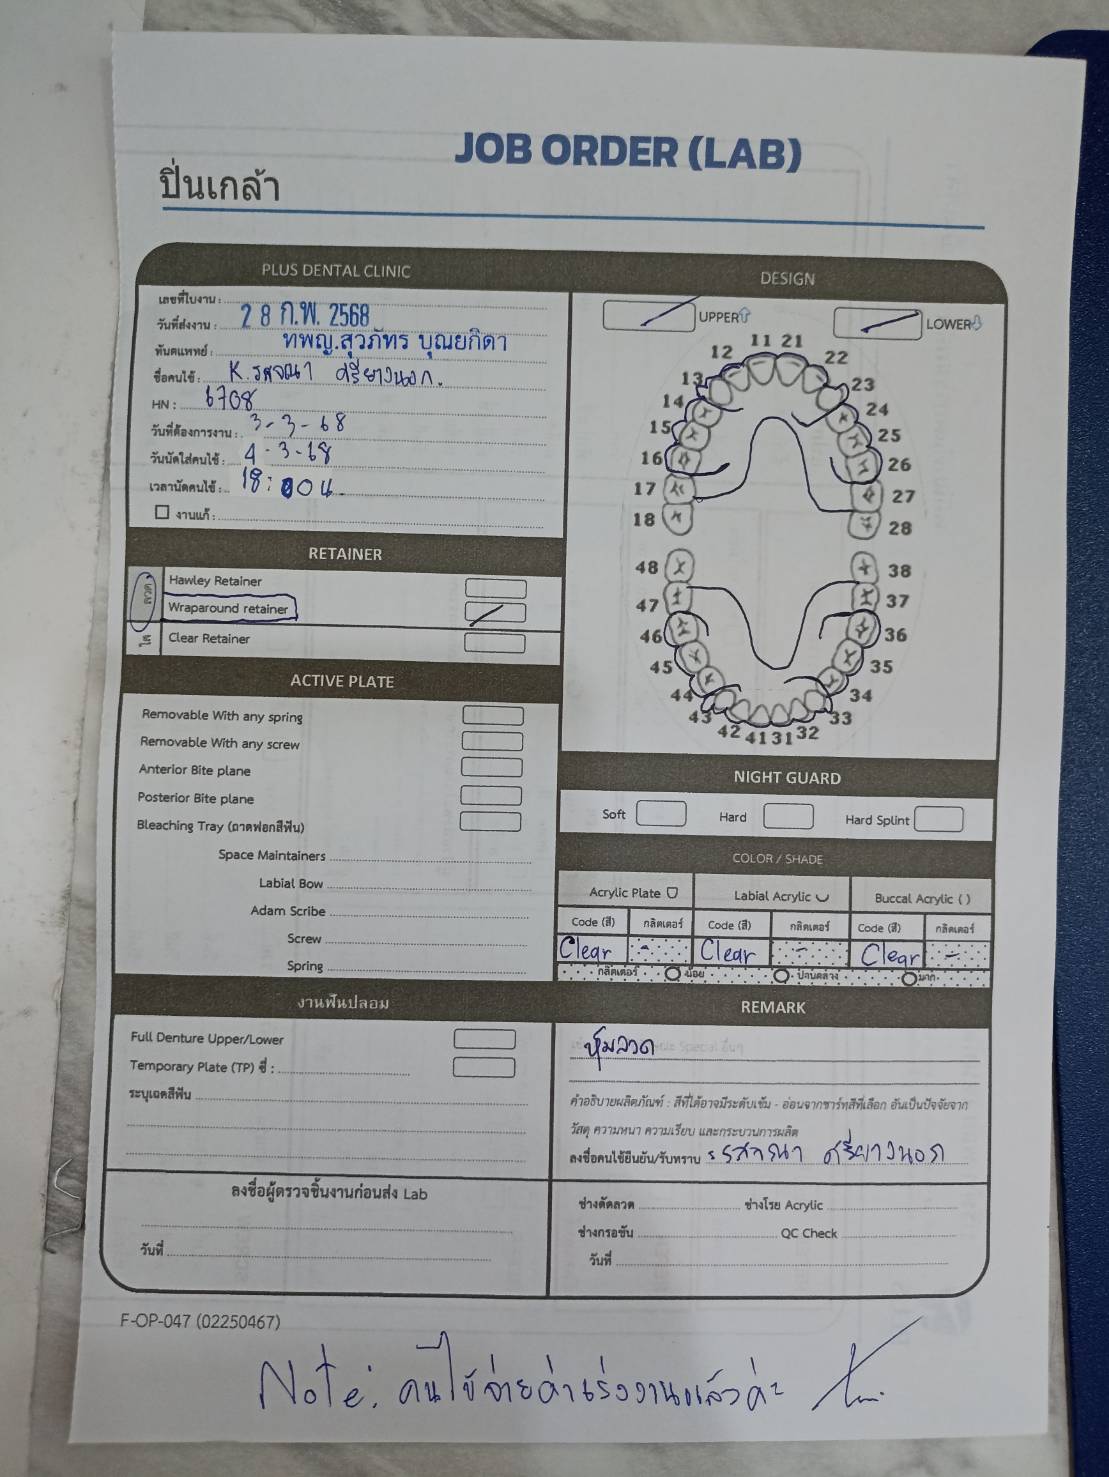 JOB ORDER (LAB)
ปิ่นเกล้า
PLUS DENTAL CLINIC
เลขที่ใบงาน :
วันที่ส่งงาน : 28 ก.พ. 2568
ทันตแพทย์ : ทพญ.สุวภัทร บุณยกิดา
ชื่อคนไข้ : K. รสจณา ศรียางนอก.
HN : 6708
วันที่ต้องการงาน : 3-3-68
วันนัดใส่คนไข้ : 4-3-68
เวลานัดคนไข้ : 18:00 น.
งานแก้ :
DESIGN
UPPER
LOWER
11 21
12 22
13 23
14 24
15 25
16 26
17 27
18 28
48 38
47 37
46 36
45 35
44 34
43 33
42 41 31 32
RETAINER
ลวด
Hawley Retainer
Wraparound retainer
ใส
Clear Retainer
ACTIVE PLATE
Removable With any spring
Removable With any screw
Anterior Bite plane
Posterior Bite plane
Bleaching Tray (ถาดฟอกสีฟัน)
Space Maintainers
Labial Bow
Adam Scribe
Screw
Spring
NIGHT GUARD
Soft Hard Hard Splint
COLOR / SHADE
Acrylic Plate Labial Acrylic Buccal Acrylic ( )
Code (สี) กลิตเตอร์ Code (สี) กลิตเตอร์ Code (สี) กลิตเตอร์
Clear - Clear - Clear -
กลิตเตอร์ น้อย ปานกลาง มาก
งานฟันปลอม
Full Denture Upper/Lower
Temporary Plate (TP) ซี่ :
ระบุเฉดสีฟัน
REMARK
หุ้มลวด
คำอธิบายผลิตภัณฑ์ : สีที่ได้อาจมีระดับเข้ม - อ่อนจากชาร์ทสีที่เลือก อันเป็นปัจจัยจาก
วัสดุ ความหนา ความเรียบ และกระบวนการผลิต
ลงชื่อคนไข้ยืนยัน/รับทราบ : รสจณา ศรียางนอก
ลงชื่อผู้ตรวจชิ้นงานก่อนส่ง Lab
วันที่
ช่างดัดลวด ช่างโรย Acrylic
ช่างกรอขัด QC Check
วันที่
F-OP-047 (02250467)
Note: คนไข้จ่ายค่าเร่งงานแล้วค่ะ